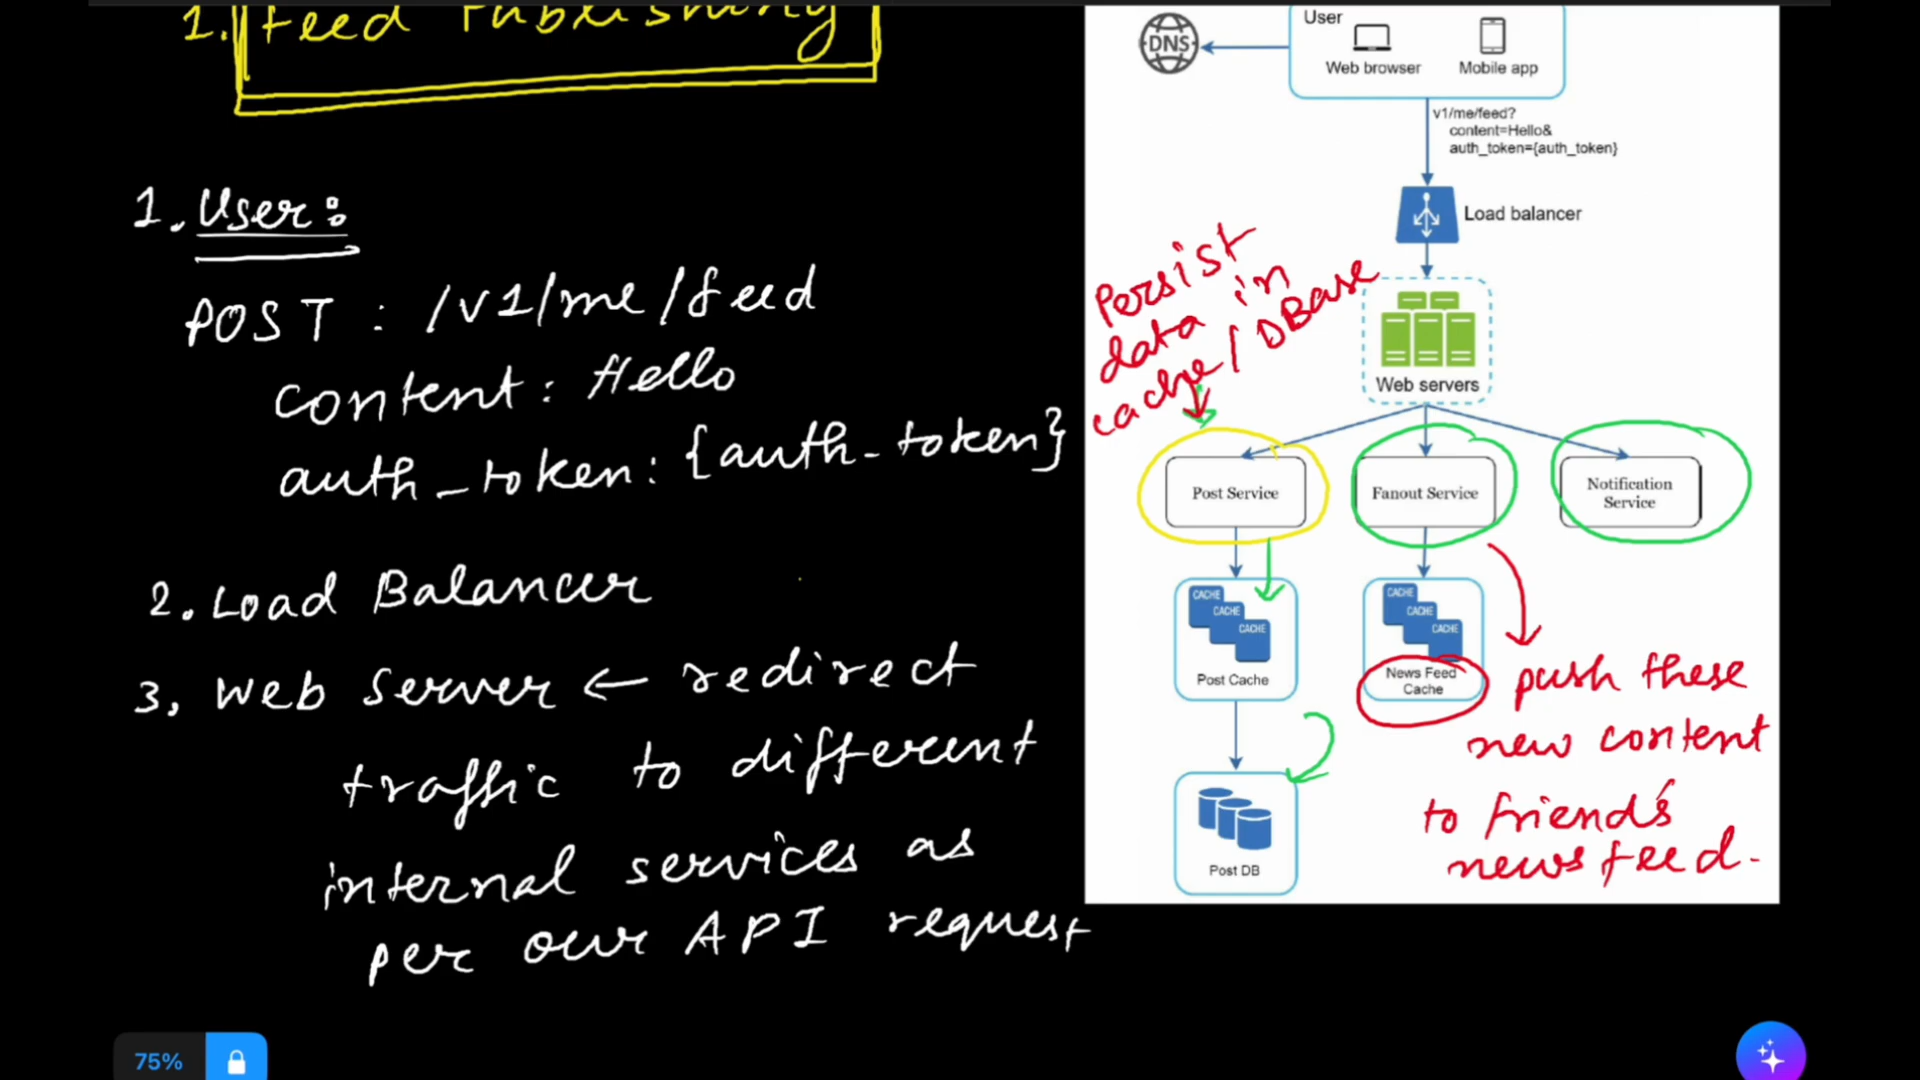 1. Feed Publishing
1. User:
POST : /v1/me/feed
content: Hello
auth_token: {auth-token}
2. Load Balancer
3. Web Server ← redirect
traffic to different
internal services as
per our API request
75%
DNS
User
Web browser
Mobile app
v1/me/feed?
content=Hello&
auth_token={auth_token}
Load balancer
Persist
data in
cache/DBase
Web servers
Post Service
Fanout Service
Notification
Service
CACHE
CACHE
CACHE
Post Cache
CACHE
CACHE
CACHE
News Feed
Cache
push these
new content
to friend's
news feed.
Post DB